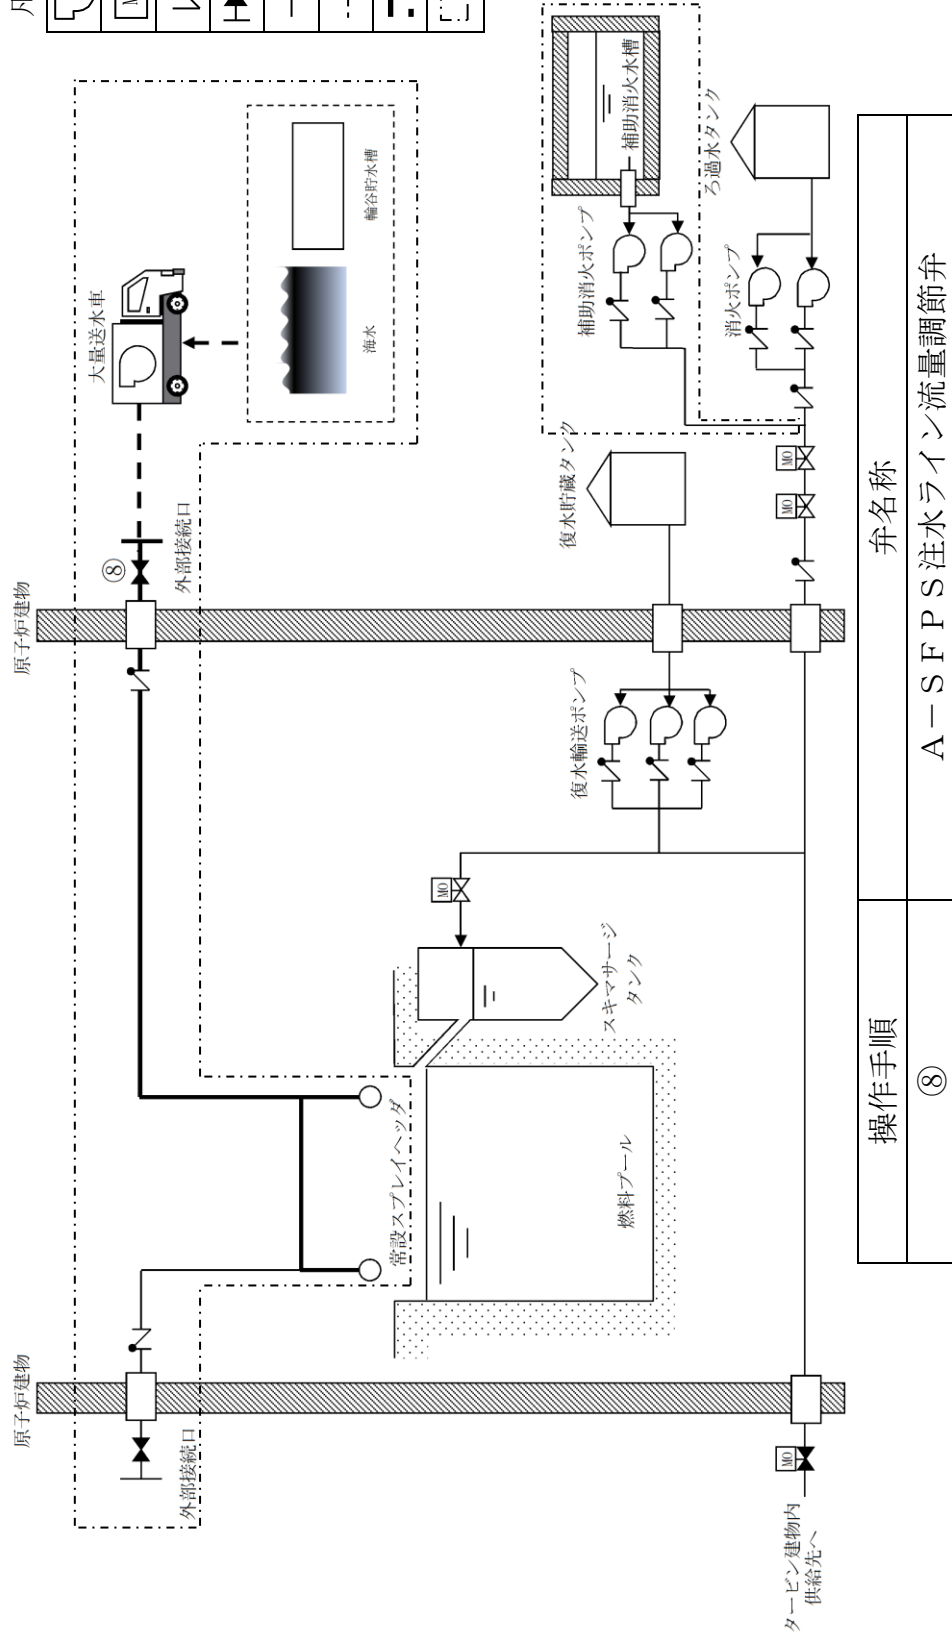 凡
原子炉建物
外部接続口
⑧
外部接続口
原子炉建物
大量送水車
海水
輪谷貯水槽
常設スプレイヘッダ
燃料プール
スキマサージ
タンク
MO
復水輸送ポンプ
復水貯蔵タンク
補助消火ポンプ
補助消火水槽
消火ポンプ
ろ過水タンク
MO
MO
MO
タービン建物内
供給先へ
操作手順
弁名称
⑧
A-SFPS注水ライン流量調節弁